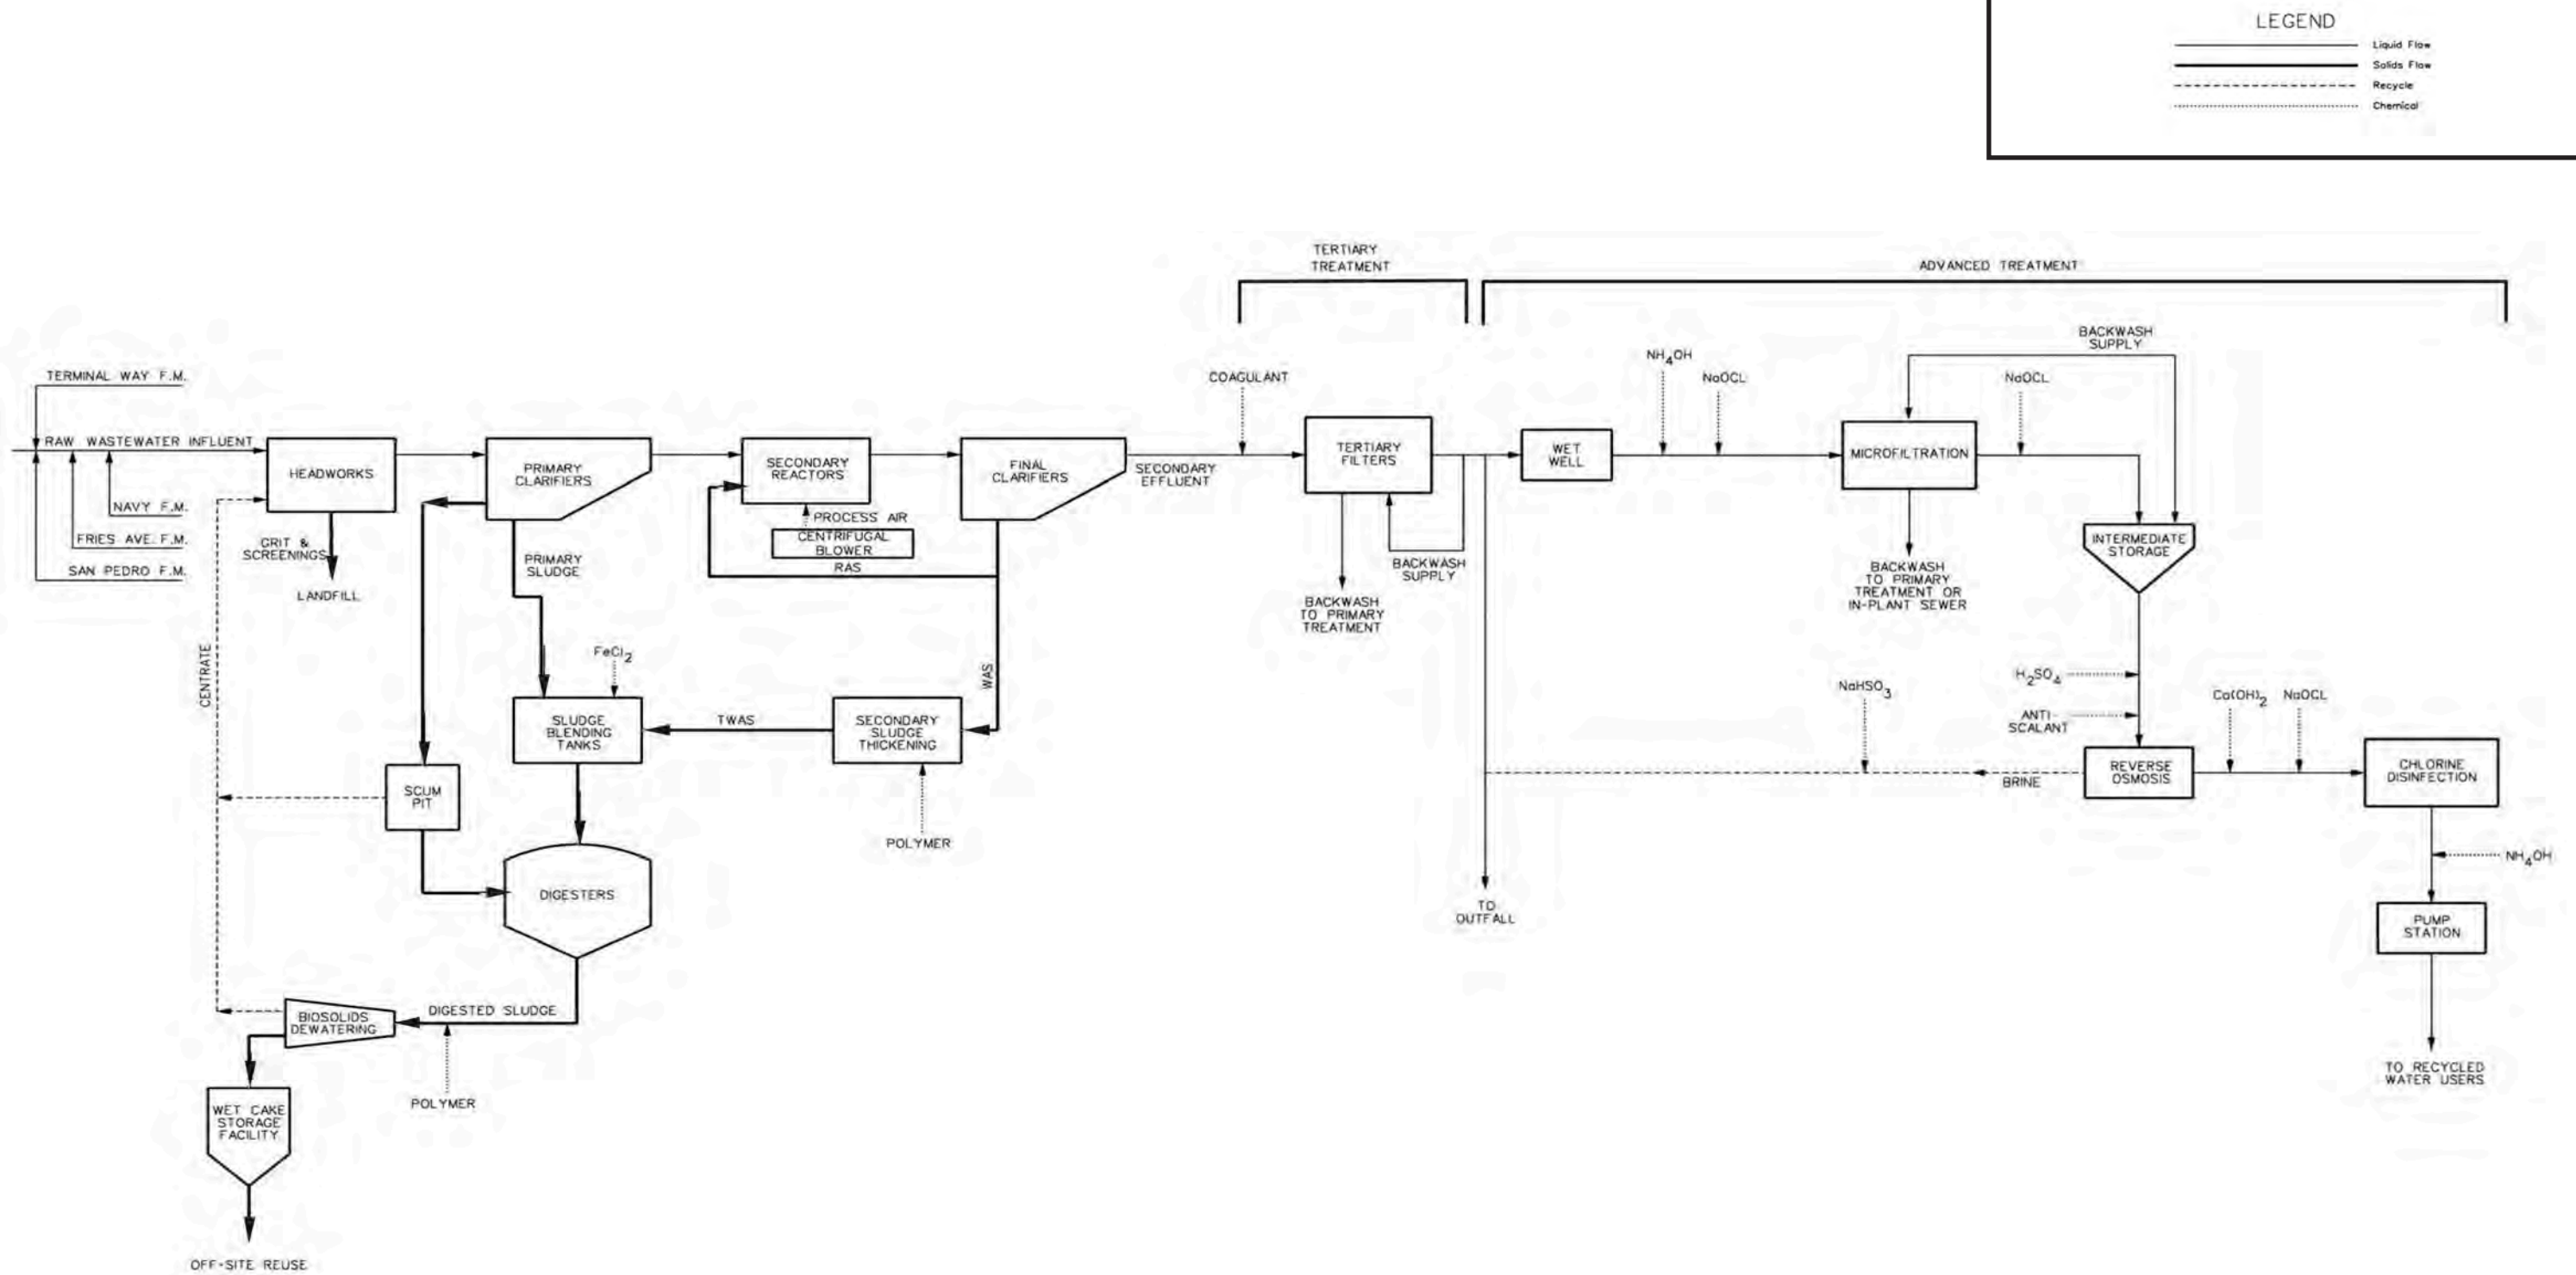 LEGEND
Liquid Flow
Solids Flow
Recycle
Chemical
TERTIARY
TREATMENT
ADVANCED TREATMENT
BACKWASH
SUPPLY
NH4OH
NaOCL
NaOCL
COAGULANT
TERMINAL WAY F.M.
RAW WASTEWATER INFLUENT
NAVY F.M.
FRIES AVE. F.M.
SAN PEDRO F.M.
HEADWORKS
GRIT &
SCREENINGS
LANDFILL
PRIMARY
CLARIFIERS
PRIMARY
SLUDGE
SECONDARY
REACTORS
PROCESS AIR
CENTRIFUGAL
BLOWER
RAS
FINAL
CLARIFIERS
SECONDARY
EFFLUENT
TERTIARY
FILTERS
BACKWASH
SUPPLY
BACKWASH
TO PRIMARY
TREATMENT
WET
WELL
MICROFILTRATION
BACKWASH
TO PRIMARY
TREATMENT OR
IN-PLANT SEWER
INTERMEDIATE
STORAGE
CENTRATE
FeCl2
WAS
SLUDGE
BLENDING
TANKS
TWAS
SECONDARY
SLUDGE
THICKENING
POLYMER
SCUM
PIT
DIGESTERS
H2SO4
ANTI-
SCALANT
NaHSO3
BRINE
REVERSE
OSMOSIS
Ca(OH)2
NaOCL
CHLORINE
DISINFECTION
NH4OH
PUMP
STATION
TO RECYCLED
WATER USERS
TO
OUTFALL
DIGESTED SLUDGE
BIOSOLIDS
DEWATERING
POLYMER
WET CAKE
STORAGE
FACILITY
OFF-SITE REUSE